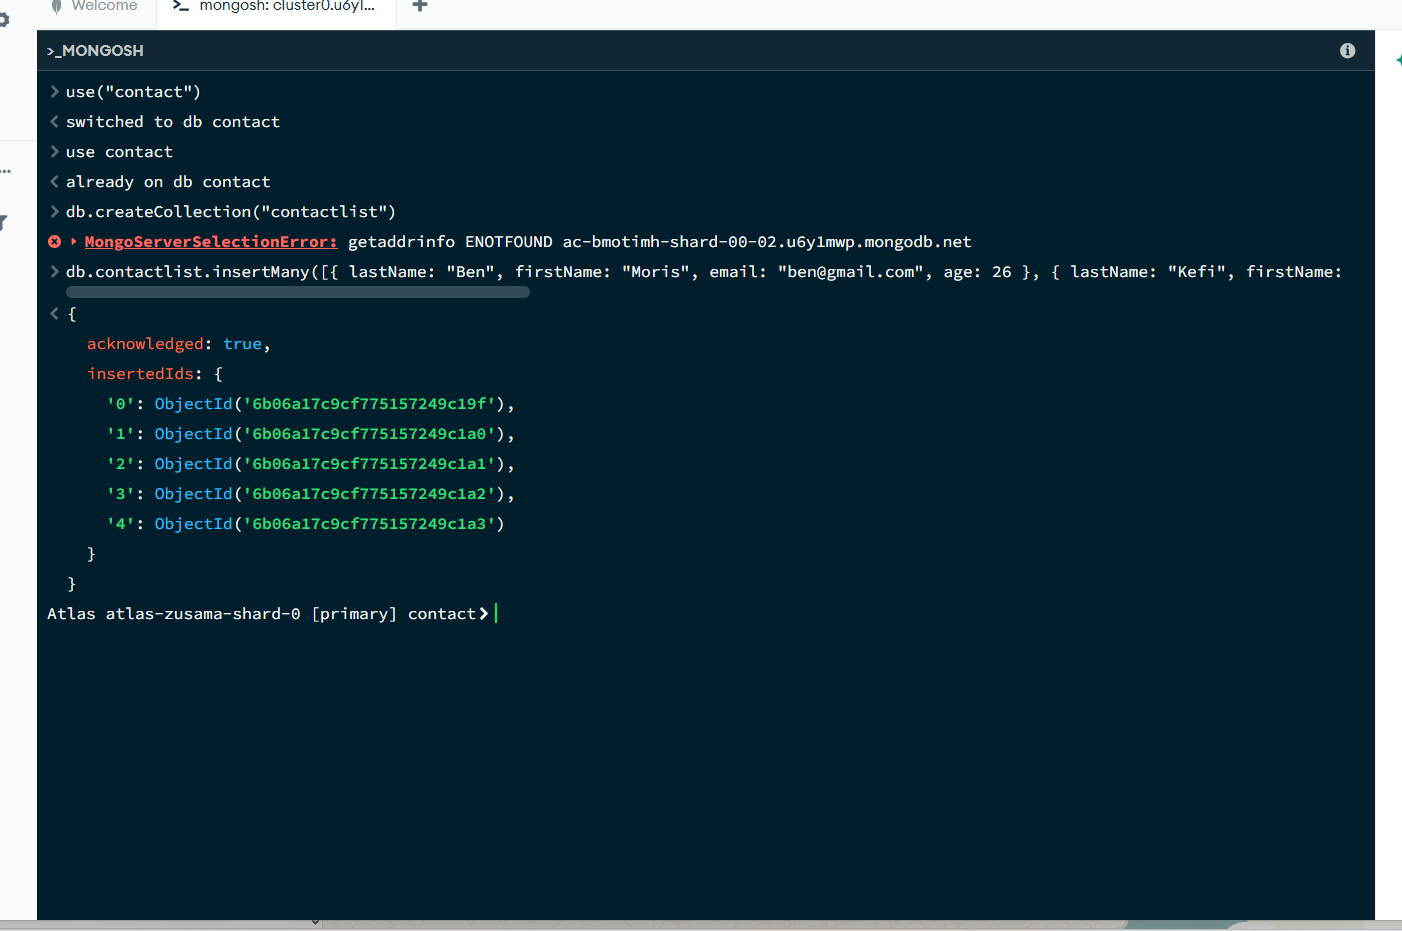 Welcome
mongosh: cluster0.u6yl...
>_MONGOSH
use("contact")
switched to db contact
use contact
already on db contact
db.createCollection("contactlist")
MongoServerSelectionError: getaddrinfo ENOTFOUND ac-bmotimh-shard-00-02.u6y1mwp.mongodb.net
db.contactlist.insertMany([{ lastName: "Ben", firstName: "Moris", email: "ben@gmail.com", age: 26 }, { lastName: "Kefi", firstName:
{
acknowledged: true,
insertedIds: {
'0': ObjectId('6b06a17c9cf775157249c19f'),
'1': ObjectId('6b06a17c9cf775157249c1a0'),
'2': ObjectId('6b06a17c9cf775157249c1a1'),
'3': ObjectId('6b06a17c9cf775157249c1a2'),
'4': ObjectId('6b06a17c9cf775157249c1a3')
}
}
Atlas atlas-zusama-shard-0 [primary] contact>